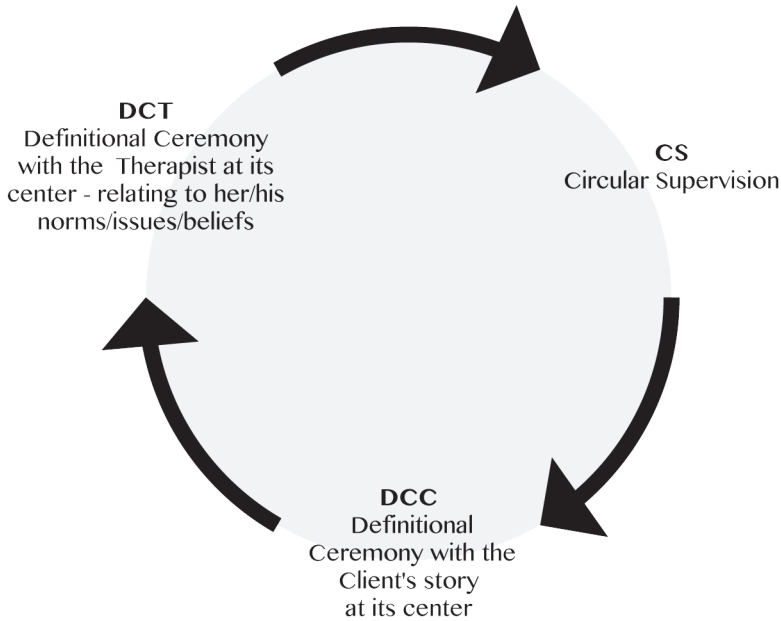 DCT
Definitional Ceremony
with the Therapist at its
center - relating to her/his
norms/issues/beliefs
CS
Circular Supervision
DCC
Definitional
Ceremony with the
Client's story
at its center